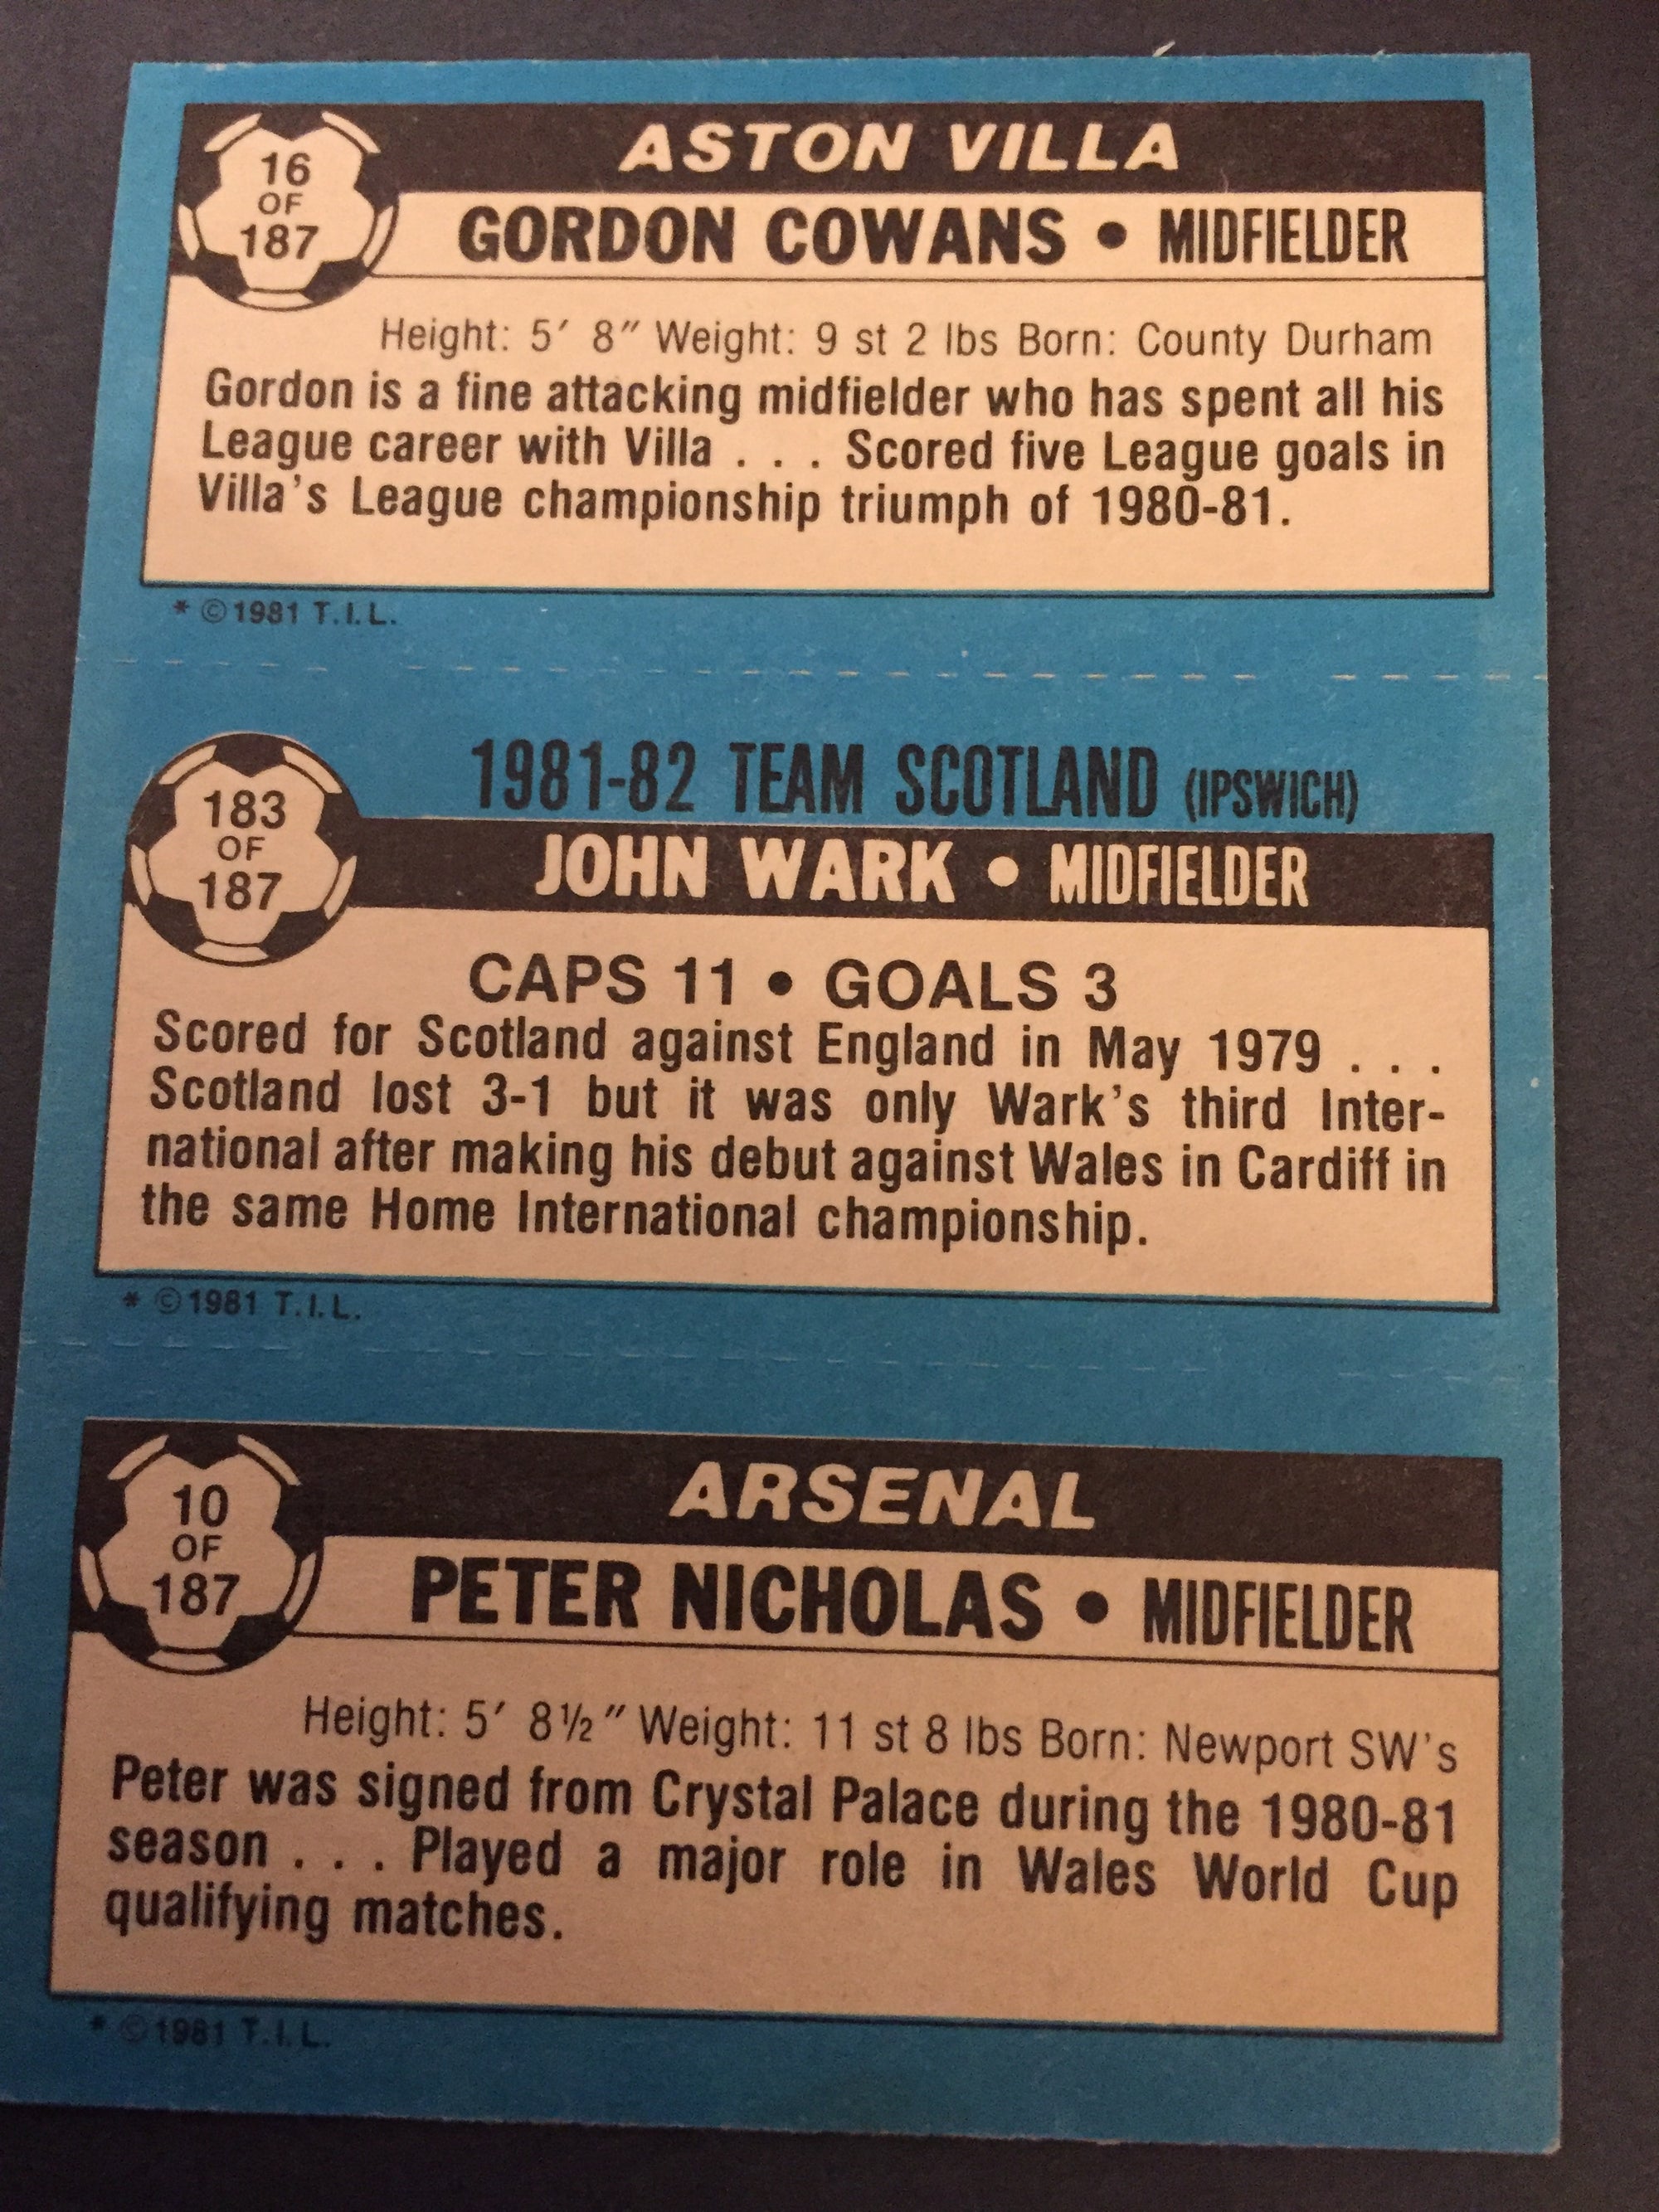 ASTON VILLA
16
OF
187
GORDON COWANS • MIDFIELDER
Height: 5′ 8″ Weight: 9 st 2 lbs Born: County Durham
Gordon is a fine attacking midfielder who has spent all his
League career with Villa . . . Scored five League goals in
Villa's League championship triumph of 1980-81.
* ©1981 T.I.L.
1981-82 TEAM SCOTLAND (IPSWICH)
183
OF
187
JOHN WARK • MIDFIELDER
CAPS 11 • GOALS 3
Scored for Scotland against England in May 1979 . . .
Scotland lost 3-1 but it was only Wark's third Inter-
national after making his debut against Wales in Cardiff in
the same Home International championship.
* ©1981 T.I.L.
ARSENAL
10
OF
187
PETER NICHOLAS • MIDFIELDER
Height: 5′ 8½″ Weight: 11 st 8 lbs Born: Newport SW's
Peter was signed from Crystal Palace during the 1980-81
season . . . Played a major role in Wales World Cup
qualifying matches.
* ©1981 T.I.L.